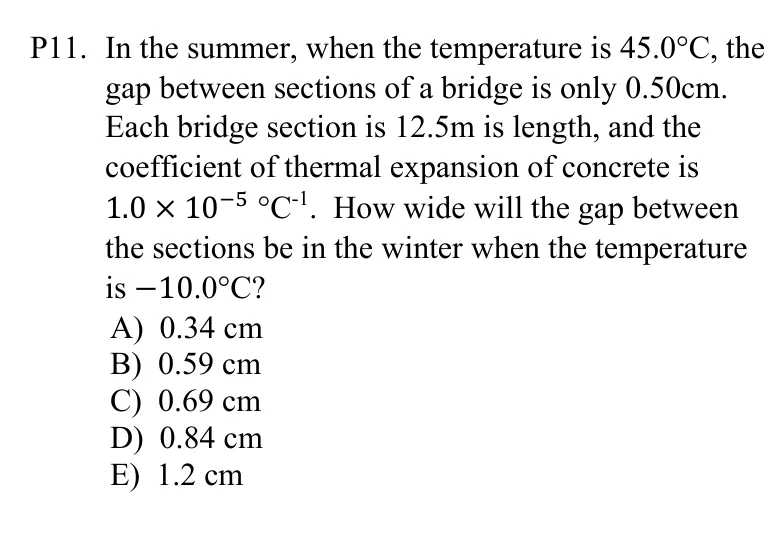 P11. In the summer, when the temperature is 45.0°C, the
gap between sections of a bridge is only 0.50cm.
Each bridge section is 12.5m is length, and the
coefficient of thermal expansion of concrete is
1.0 × 10⁻⁵ °C⁻¹. How wide will the gap between
the sections be in the winter when the temperature
is −10.0°C?
A) 0.34 cm
B) 0.59 cm
C) 0.69 cm
D) 0.84 cm
E) 1.2 cm